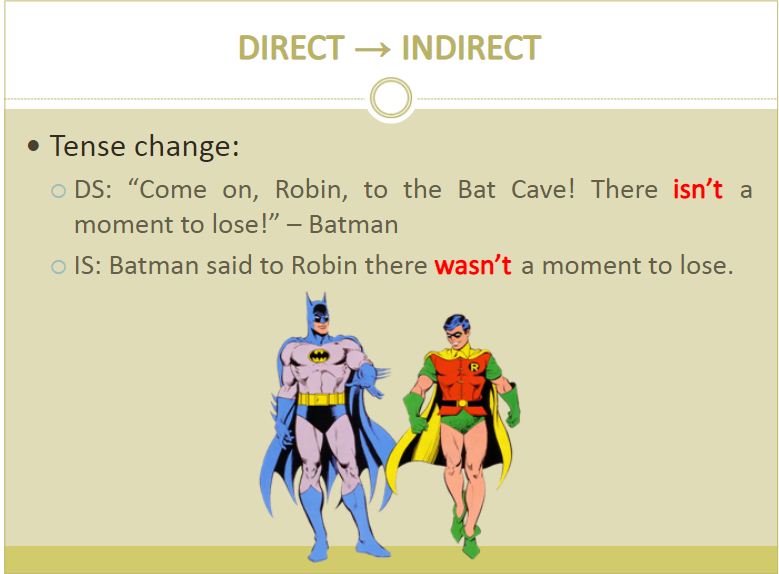 DIRECT → INDIRECT
• Tense change:
○ DS: “Come on, Robin, to the Bat Cave! There isn’t a
moment to lose!” – Batman
○ IS: Batman said to Robin there wasn’t a moment to lose.
R